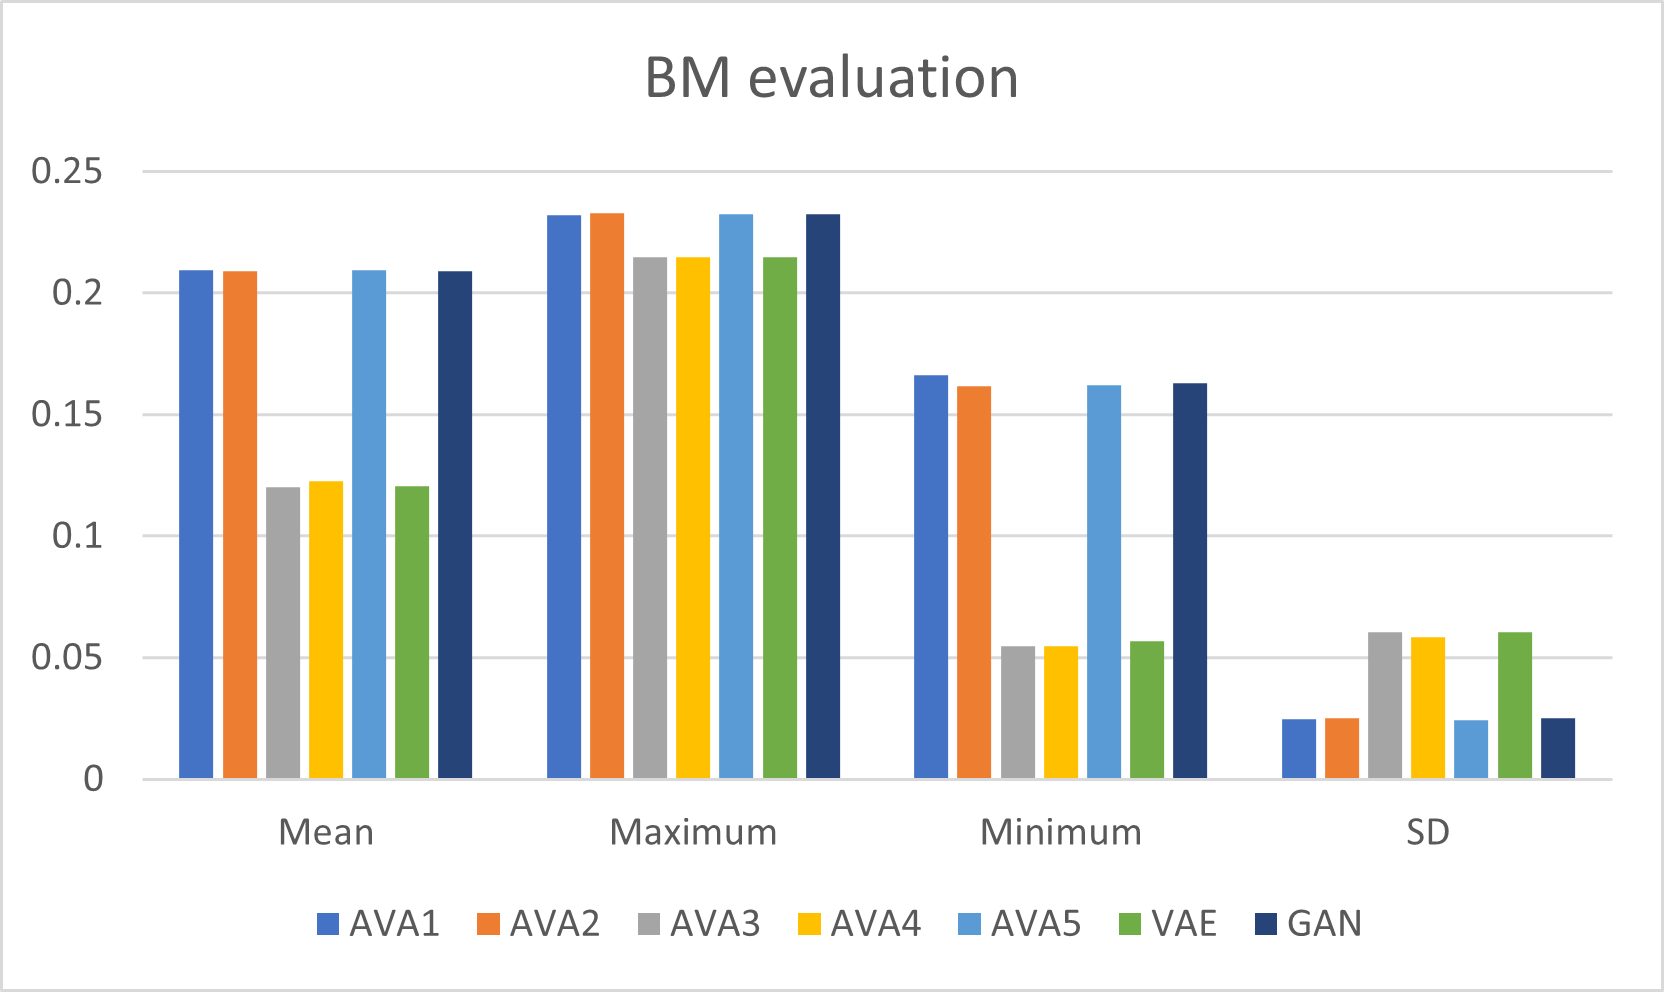 BM evaluation
0.25
0.2
0.15
0.1
0.05
0
Mean Maximum Minimum SD
AVA1 AVA2 AVA3 AVA4 AVA5 VAE GAN